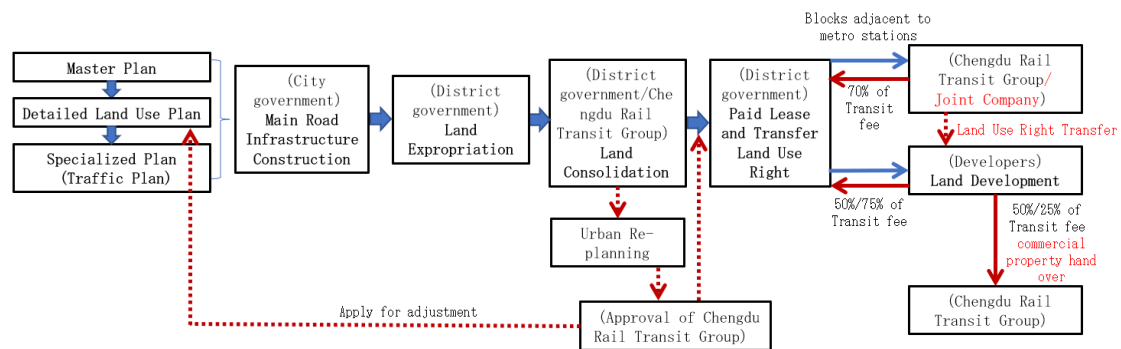 Master Plan
Detailed Land Use Plan
Specialized Plan
(Traffic Plan)
(City
government)
Main Road
Infrastructure
Construction
(District
government)
Land
Expropriation
(District
government/Che
ngdu Rail
Transit Group)
Land
Consolidation
(District
government)
Paid Lease
and Transfer
Land Use
Right
Blocks adjacent to
metro stations
70% of
Transit
fee
(Chengdu Rail
Transit Group/
Joint Company)
Land Use Right Transfer
(Developers)
Land Development
50%/75% of
Transit fee
50%/25% of
Transit fee
commercial
property hand
over
(Chengdu Rail
Transit Group)
Urban Re-
planning
(Approval of Chengdu
Rail Transit Group)
Apply for adjustment